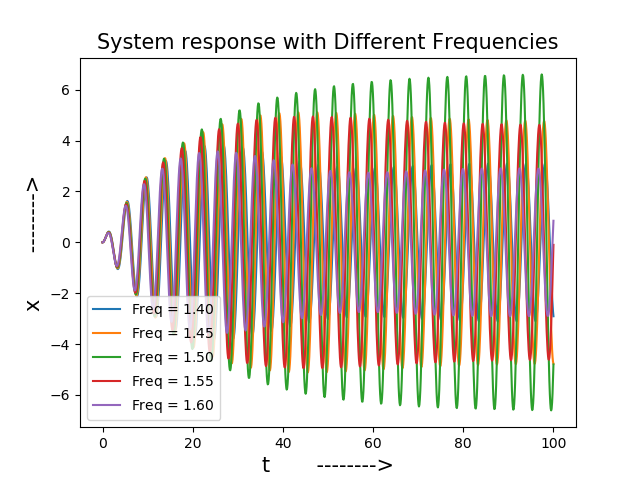 System response with Different Frequencies
6
4
2
0
−2
−4
−6
x -------->
Freq = 1.40
Freq = 1.45
Freq = 1.50
Freq = 1.55
Freq = 1.60
0 20 40 60 80 100
t -------->